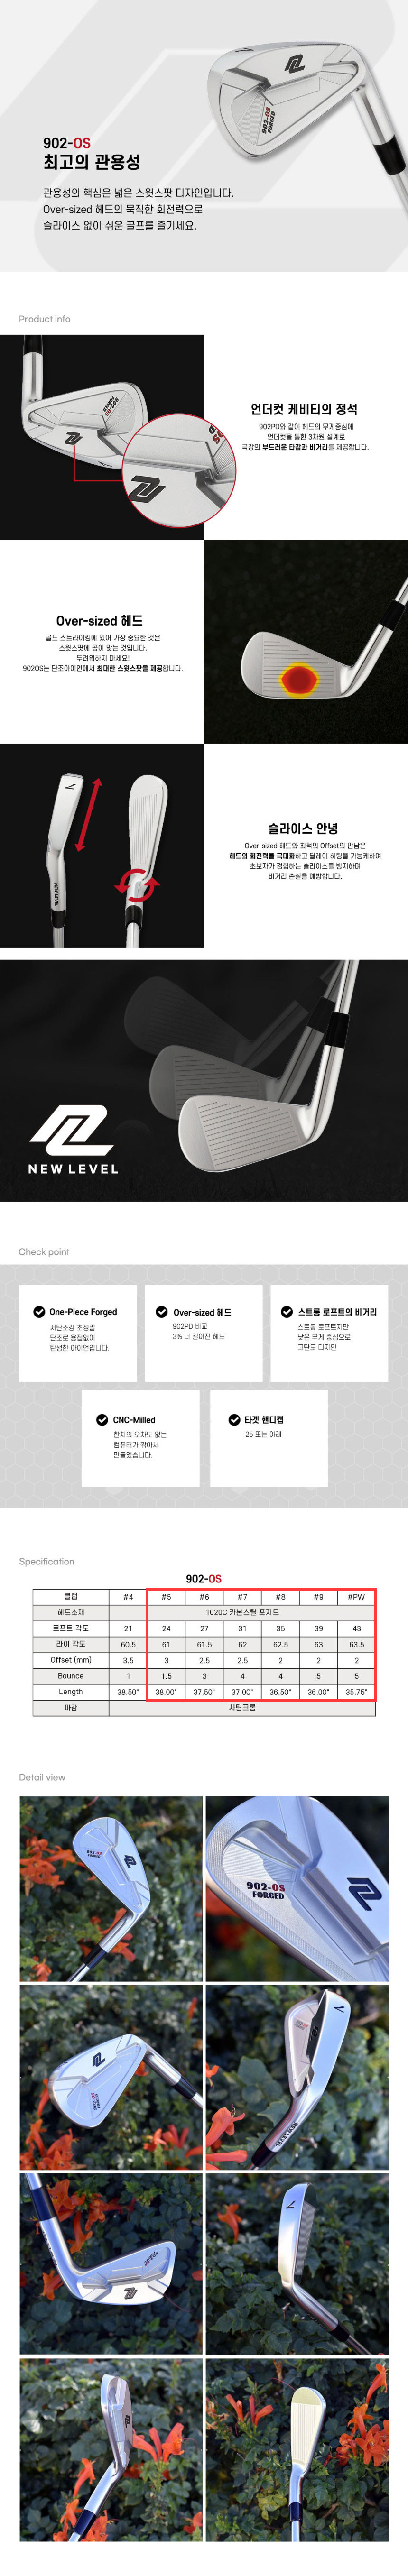 902-OS
FORGED
902-OS
최고의 관용성
관용성의 핵심은 넓은 스윗스팟 디자인입니다.
Over-sized 헤드의 묵직한 회전력으로
슬라이스 없이 쉬운 골프를 즐기세요.
Product info
언더컷 케비티의 정석
902PD와 같이 헤드의 무게중심에
언더컷을 통한 3차원 설계로
극강의 부드러운 타감과 비거리를 제공합니다.
Over-sized 헤드
골프 스트라이킹에 있어 가장 중요한 것은
스윗스팟에 공이 맞는 것입니다.
두려워하지 마세요!
902OS는 단조아이언에서 최대한 스윗스팟을 제공합니다.
슬라이스 안녕
Over-sized 헤드와 최적의 Offset의 만남은
헤드의 회전력을 극대화하고 딜레이 히팅을 가능케하여
초보자가 경험하는 슬라이스를 방지하며
비거리 손실을 예방합니다.
NEW LEVEL
NEW LEVEL
Check point
One-Piece Forged
저탄소강 초정밀
단조로 용접없이
탄생한 아이언입니다.
Over-sized 헤드
902PD 비교
3% 더 길어진 헤드
스트롱 로프트의 비거리
스트롱 로프트지만
낮은 무게 중심으로
고탄도 디자인
CNC-Milled
한치의 오차도 없는
컴퓨터가 깎아서
만들었습니다.
타겟 핸디캡
25 또는 아래
Specification
902-OS
클럽 #4 #5 #6 #7 #8 #9 #PW
헤드소재 1020C 카본스틸 포지드
로프트 각도 21 24 27 31 35 39 43
라이 각도 60.5 61 61.5 62 62.5 63 63.5
Offset (mm) 3.5 3 2.5 2.5 2 2 2
Bounce 1 1.5 3 4 4 5 5
Length 38.50" 38.00" 37.50" 37.00" 36.50" 36.00" 35.75"
마감 사틴크롬
Detail view
902-OS
FORGED
902-OS
FORGED
7
NEW LEVEL
7